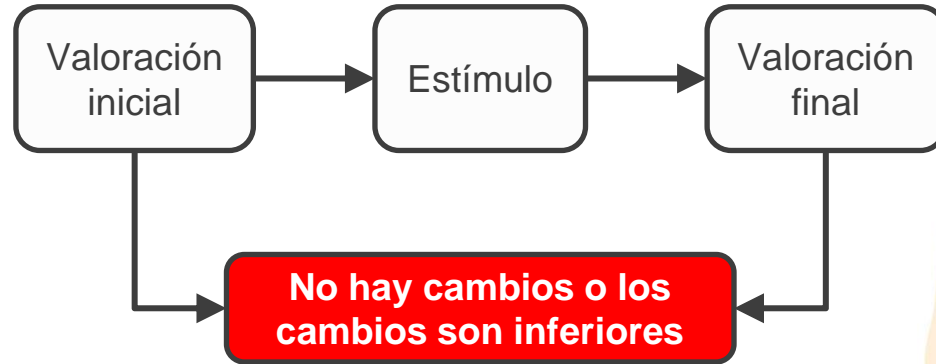 Valoración
inicial
Estímulo
Valoración
final
No hay cambios o los
cambios son inferiores